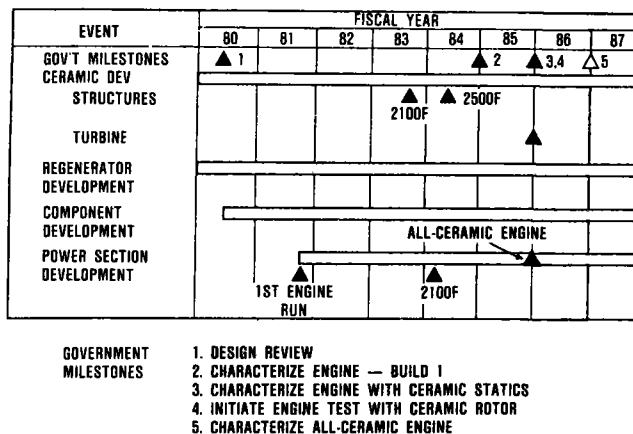 EVENT
FISCAL YEAR
80 81 82 83 84 85 86 87
GOV'T MILESTONES
▲ 1 ▲ 2 ▲ 3,4 △ 5
CERAMIC DEV
STRUCTURES
▲ 2100F ▲ 2500F
TURBINE
REGENERATOR
DEVELOPMENT
COMPONENT
DEVELOPMENT
ALL-CERAMIC ENGINE
POWER SECTION
DEVELOPMENT
1ST ENGINE
RUN
2100F
GOVERNMENT
MILESTONES
1. DESIGN REVIEW
2. CHARACTERIZE ENGINE — BUILD 1
3. CHARACTERIZE ENGINE WITH CERAMIC STATICS
4. INITIATE ENGINE TEST WITH CERAMIC ROTOR
5. CHARACTERIZE ALL-CERAMIC ENGINE